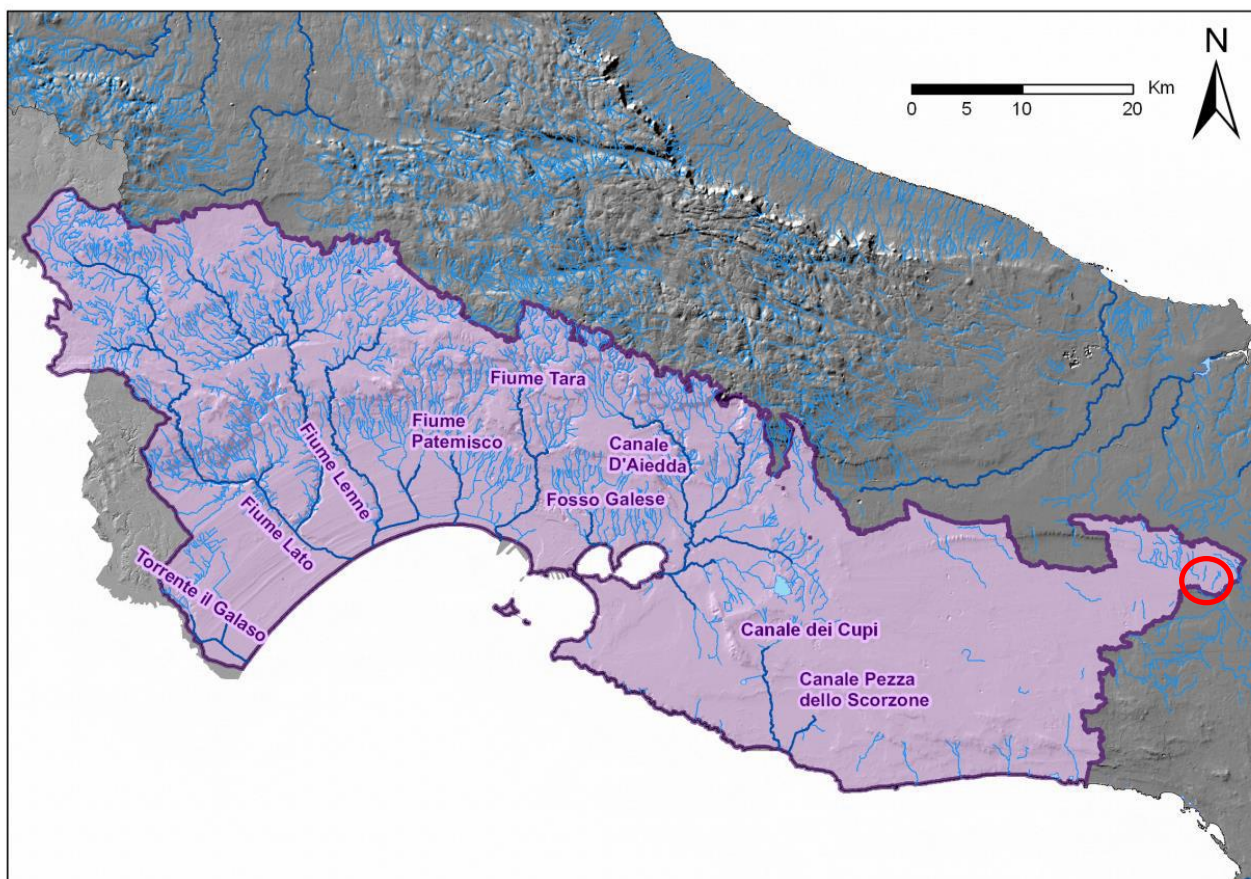 N
Km
0 5 10 20
Fiume Tara
Fiume
Patemisco
Canale
D'Aiedda
Fiume Lenne
Fosso Galese
Fiume Lato
Torrente il Galaso
Canale dei Cupi
Canale Pezza
dello Scorzone